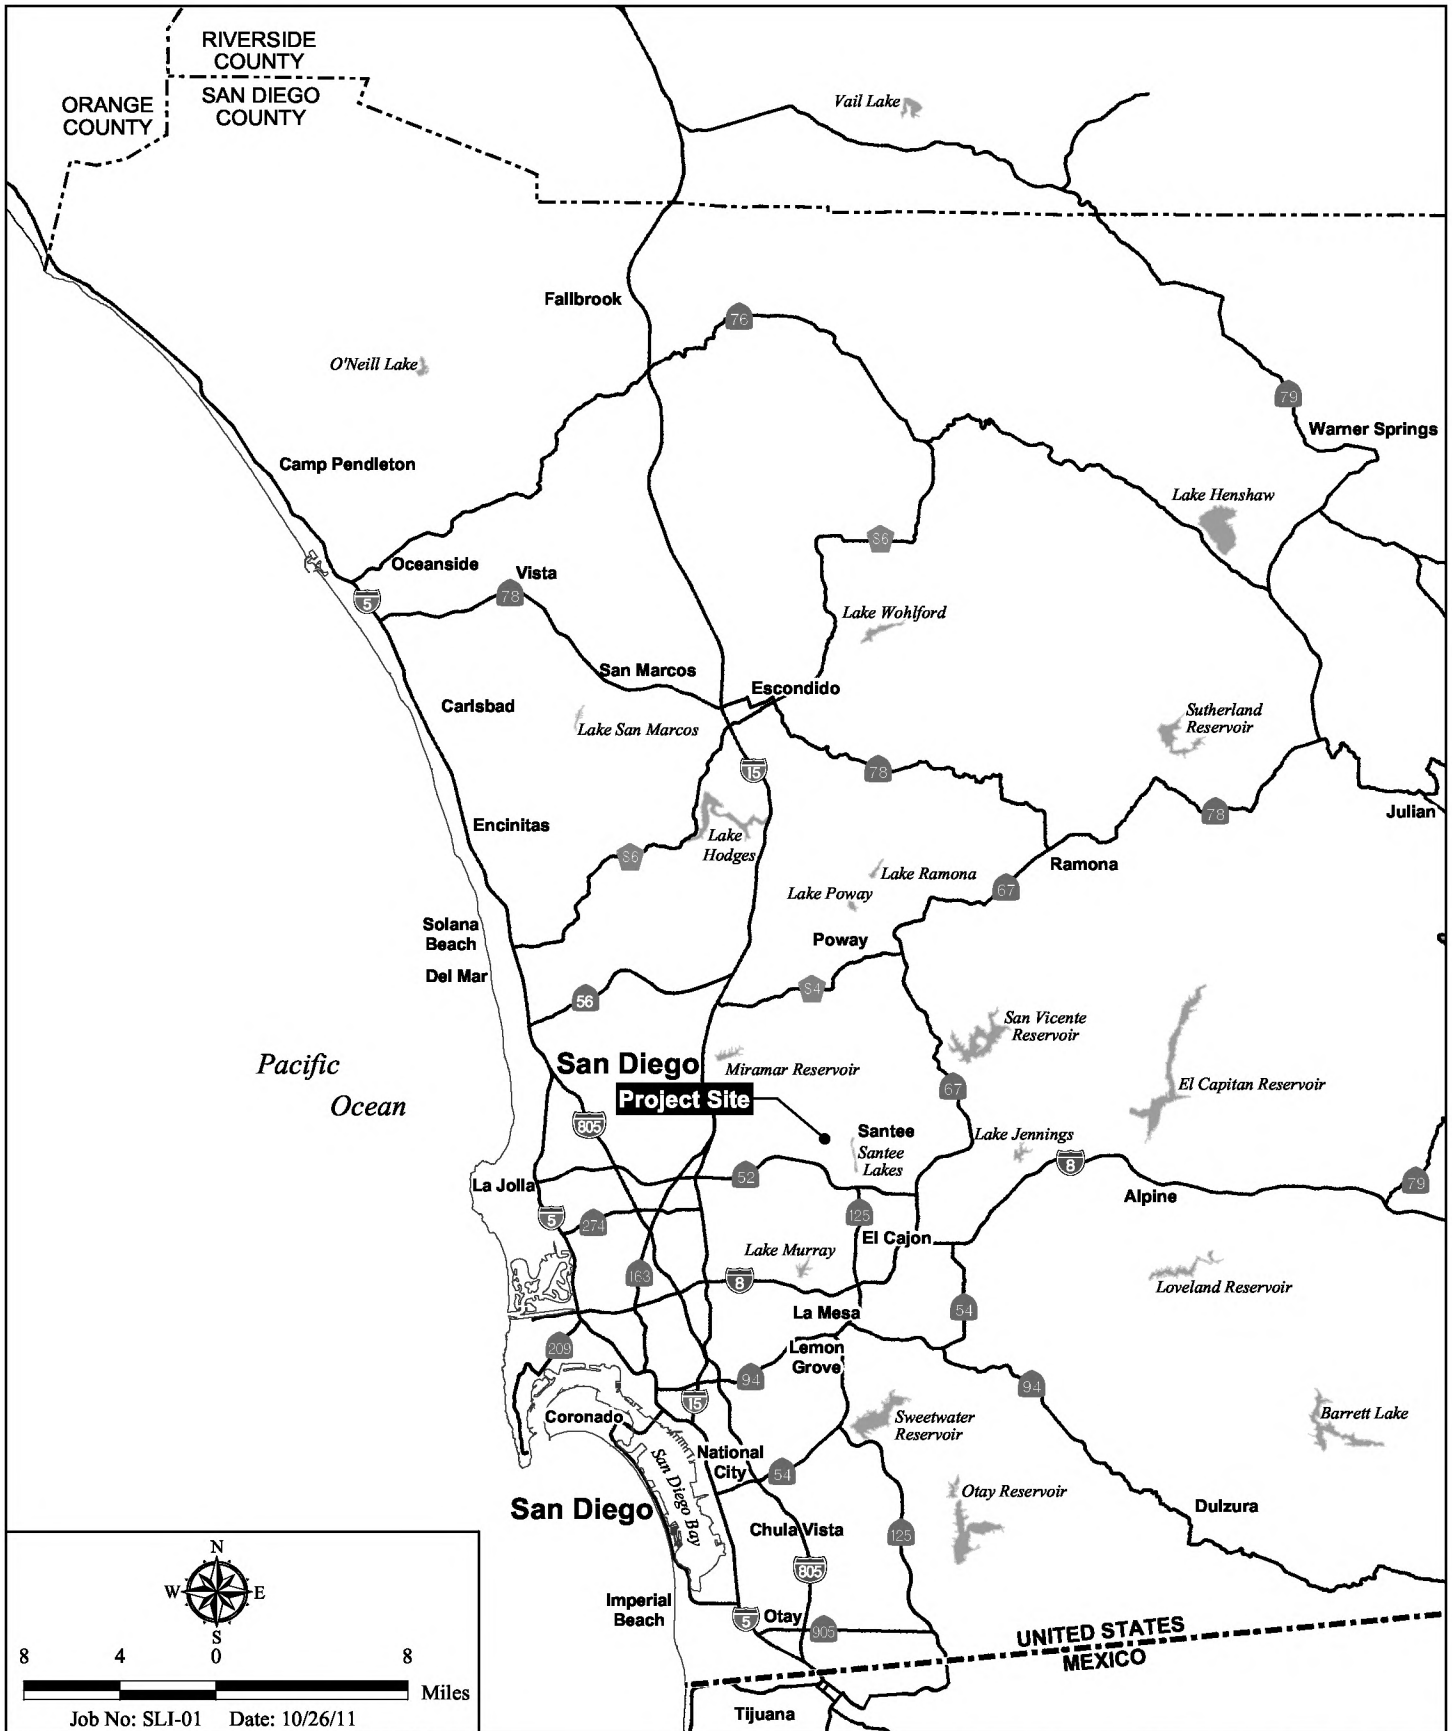 RIVERSIDE
COUNTY
ORANGE
COUNTY
SAN DIEGO
COUNTY
Vail Lake
Fallbrook
76
O'Neill Lake
79
Warner Springs
Camp Pendleton
Lake Henshaw
S6
Oceanside
Vista
5
78
Lake Wohlford
San Marcos
Escondido
Carlsbad
Lake San Marcos
Sutherland
Reservoir
15
78
78
Julian
Encinitas
Lake
Hodges
S6
Ramona
Lake Ramona
67
Lake Poway
Solana
Beach
Poway
Del Mar
56
S4
San Vicente
Reservoir
Pacific
Ocean
San Diego
Miramar Reservoir
El Capitan Reservoir
Project Site
67
805
Santee
Santee
Lakes
Lake Jennings
8
52
La Jolla
79
Alpine
5
274
125
El Cajon
Lake Murray
163
8
Loveland Reservoir
La Mesa
54
209
Lemon
Grove
94
94
15
Coronado
Sweetwater
Reservoir
Barrett Lake
National
City
54
San Diego Bay
Otay Reservoir
San Diego
Dulzura
Chula Vista
125
805
Imperial
Beach
5
Otay
905
UNITED STATES
MEXICO
Tijuana
N
W
E
S
8
4
0
8
Miles
Job No: SLI-01 Date: 10/26/11